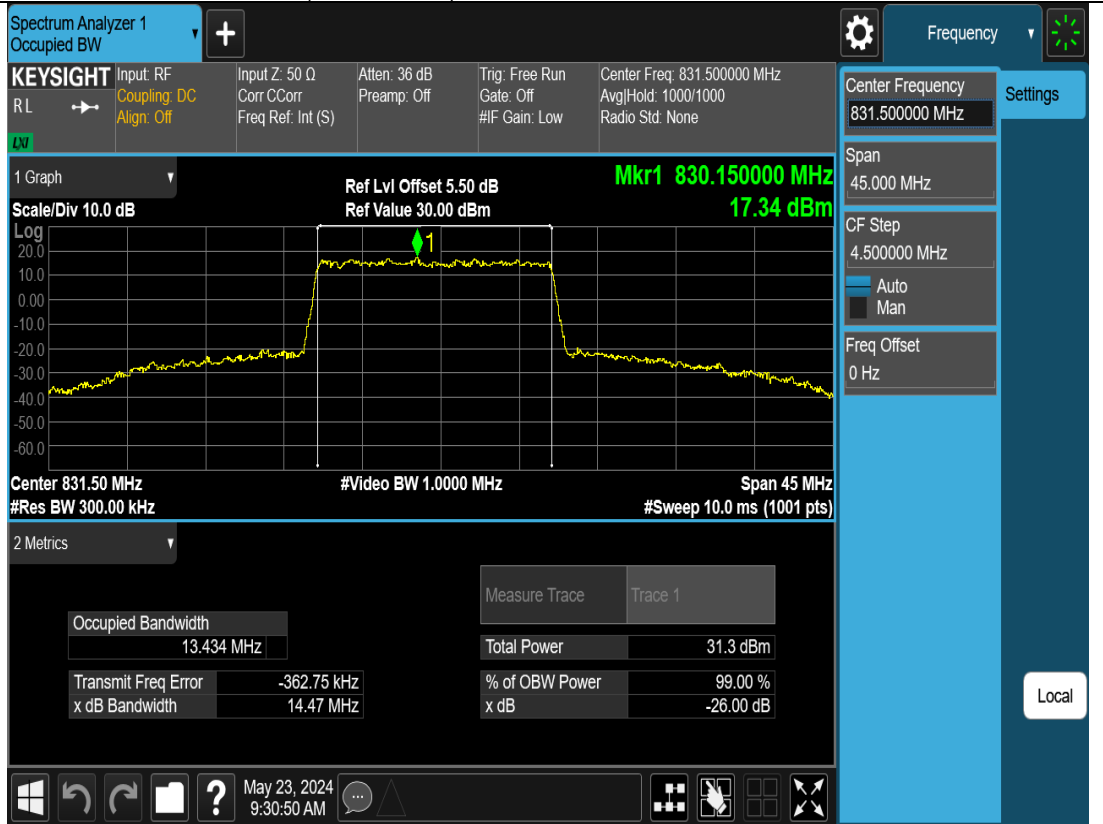 Spectrum Analyzer 1
Occupied BW
+
Frequency
KEYSIGHT
RL
LXI
Input: RF
Coupling: DC
Align: Off
Input Z: 50 Ω
Corr CCorr
Freq Ref: Int (S)
Atten: 36 dB
Preamp: Off
Trig: Free Run
Gate: Off
#IF Gain: Low
Center Freq: 831.500000 MHz
Avg|Hold: 1000/1000
Radio Std: None
Center Frequency
831.500000 MHz
Settings
Span
45.000 MHz
CF Step
4.500000 MHz
Auto
Man
Freq Offset
0 Hz
Local
1 Graph
Ref Lvl Offset 5.50 dB
Mkr1 830.150000 MHz
Scale/Div 10.0 dB
Ref Value 30.00 dBm
17.34 dBm
Log
1
20.0
10.0
0.00
-10.0
-20.0
-30.0
-40.0
-50.0
-60.0
Center 831.50 MHz
#Video BW 1.0000 MHz
Span 45 MHz
#Res BW 300.00 kHz
#Sweep 10.0 ms (1001 pts)
2 Metrics
Measure Trace
Trace 1
Occupied Bandwidth
13.434 MHz
Total Power
31.3 dBm
Transmit Freq Error
-362.75 kHz
% of OBW Power
99.00 %
x dB Bandwidth
14.47 MHz
x dB
-26.00 dB
?
May 23, 2024
9:30:50 AM